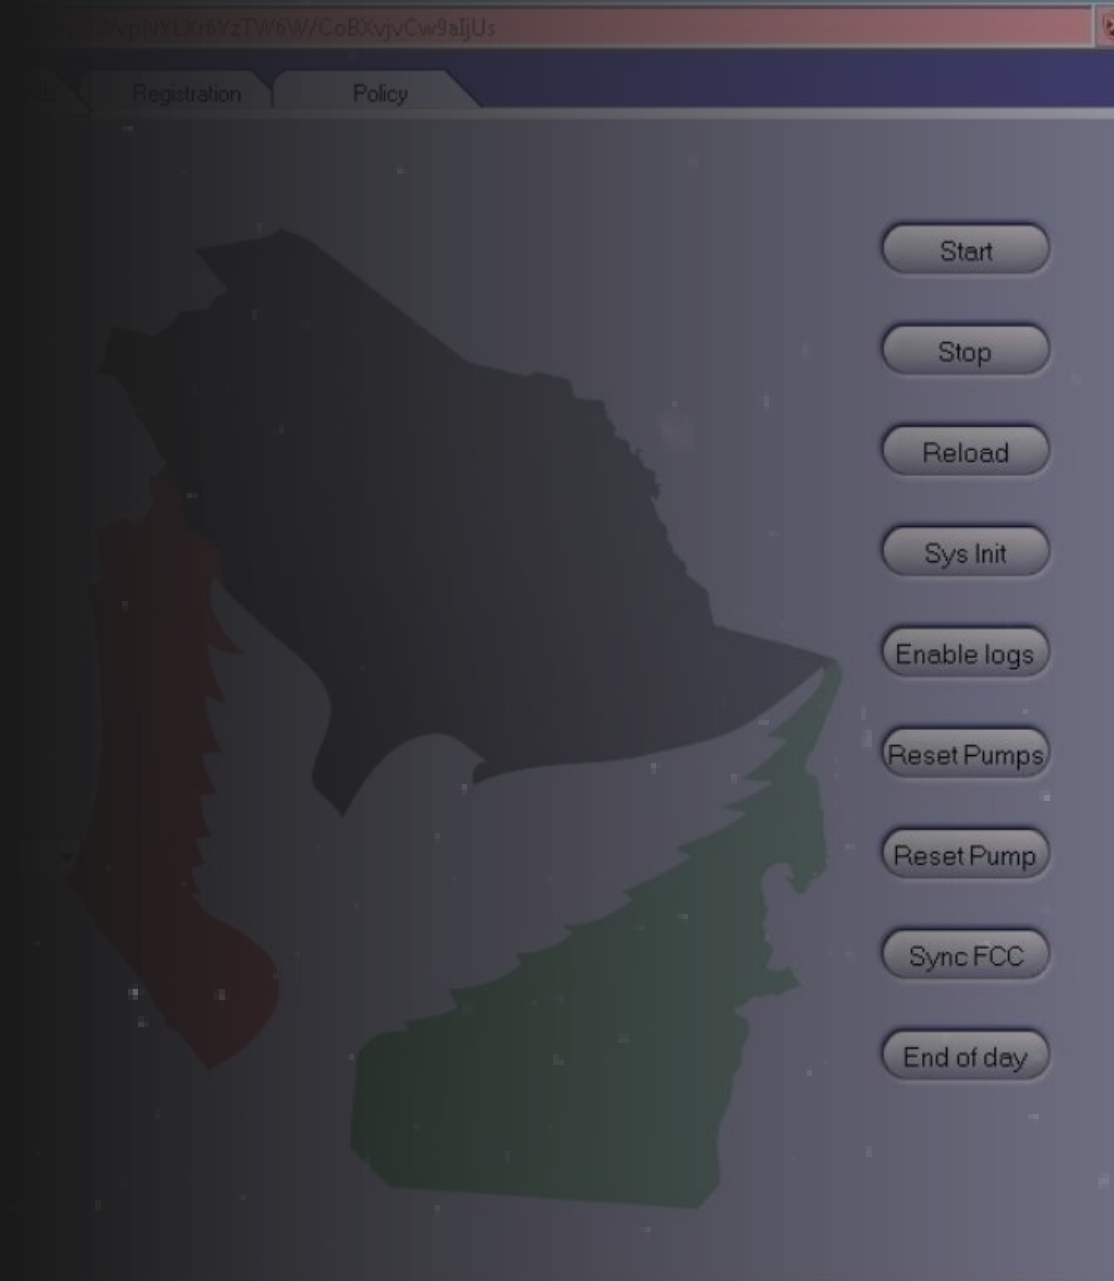 Registration
Policy
Start
Stop
Reload
Sys Init
Enable logs
Reset Pumps
Reset Pump
Sync FCC
End of day